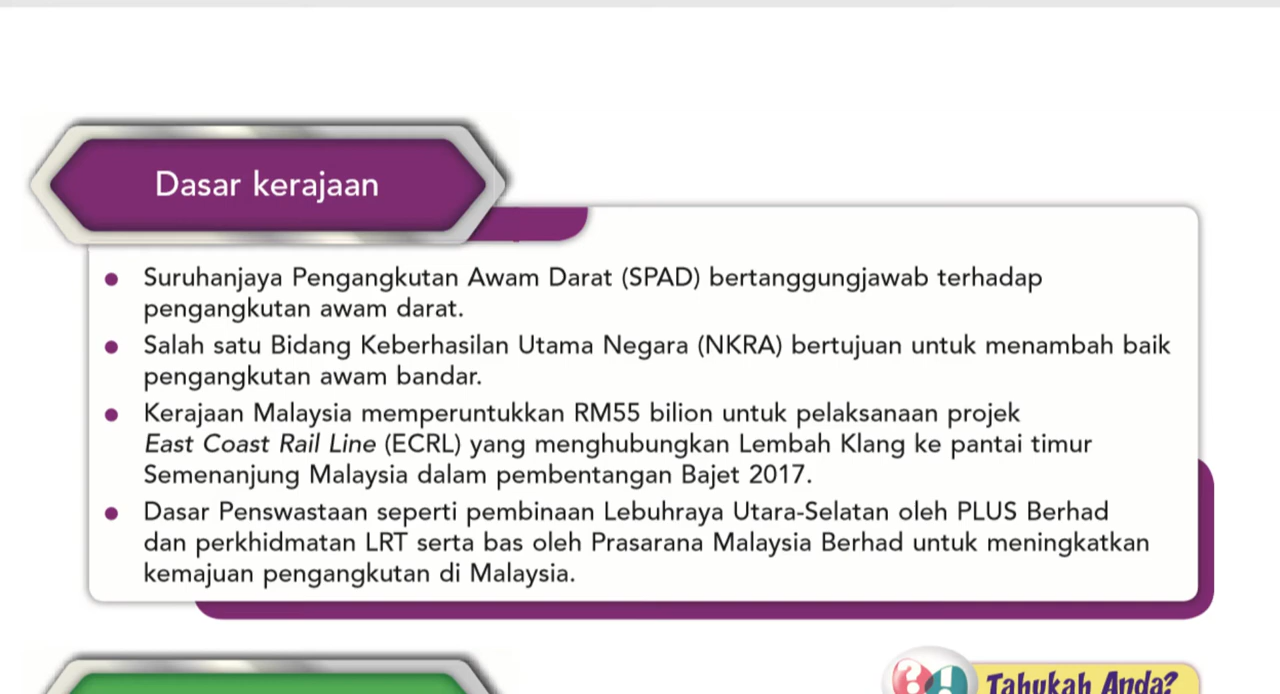 Dasar kerajaan
• Suruhanjaya Pengangkutan Awam Darat (SPAD) bertanggungjawab terhadap
pengangkutan awam darat.
• Salah satu Bidang Keberhasilan Utama Negara (NKRA) bertujuan untuk menambah baik
pengangkutan awam bandar.
• Kerajaan Malaysia memperuntukkan RM55 bilion untuk pelaksanaan projek
East Coast Rail Line (ECRL) yang menghubungkan Lembah Klang ke pantai timur
Semenanjung Malaysia dalam pembentangan Bajet 2017.
• Dasar Penswastaan seperti pembinaan Lebuhraya Utara-Selatan oleh PLUS Berhad
dan perkhidmatan LRT serta bas oleh Prasarana Malaysia Berhad untuk meningkatkan
kemajuan pengangkutan di Malaysia.
?! Tahukah Anda?